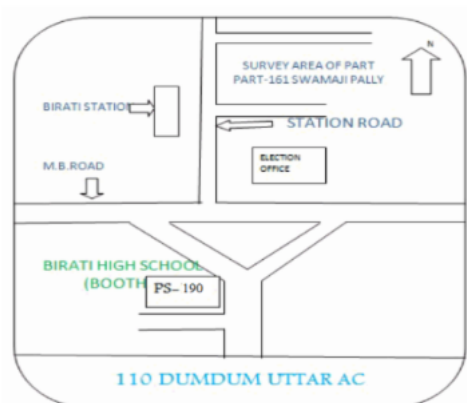 N
SURVEY AREA OF PART
PART-161 SWAMAJI PALLY
BIRATI STATION
STATION ROAD
ELECTION
OFFICE
M.B.ROAD
BIRATI HIGH SCHOOL
(BOOTH
PS-190
110 DUMDUM UTTAR AC